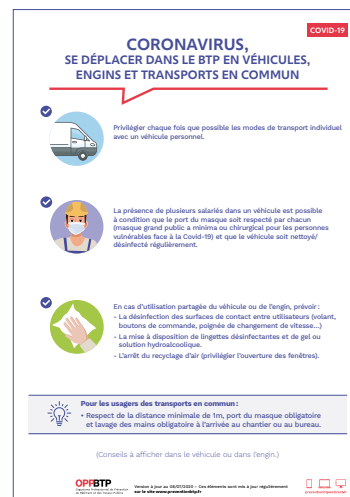 COVID-19
CORONAVIRUS,
SE DÉPLACER DANS LE BTP EN VÉHICULES,
ENGINS ET TRANSPORTS EN COMMUN
Privilégier chaque fois que possible les modes de transport individuel
avec un véhicule personnel.
La présence de plusieurs salariés dans un véhicule est possible
à condition que le port du masque soit respecté par chacun
(masque grand public a minima ou chirurgical pour les personnes
vulnérables face à la Covid-19) et que le véhicule soit nettoyé/
désinfecté régulièrement.
En cas d'utilisation partagée du véhicule ou de l'engin, prévoir :
- La désinfection des surfaces de contact entre utilisateurs (volant,
boutons de commande, poignée de changement de vitesse...)
- La mise à disposition de lingettes désinfectantes et de gel ou
solution hydroalcoolique.
- L'arrêt du recyclage d'air (privilégier l'ouverture des fenêtres).
Pour les usagers des transports en commun :
• Respect de la distance minimale de 1m, port du masque obligatoire
et lavage des mains obligatoire à l'arrivée au chantier ou au bureau.
(Conseils à afficher dans le véhicule ou dans l'engin.)
OPPBTP
Version à jour au 09/07/2020 – Ces éléments sont mis à jour régulièrement
sur le site www.preventionbtp.fr